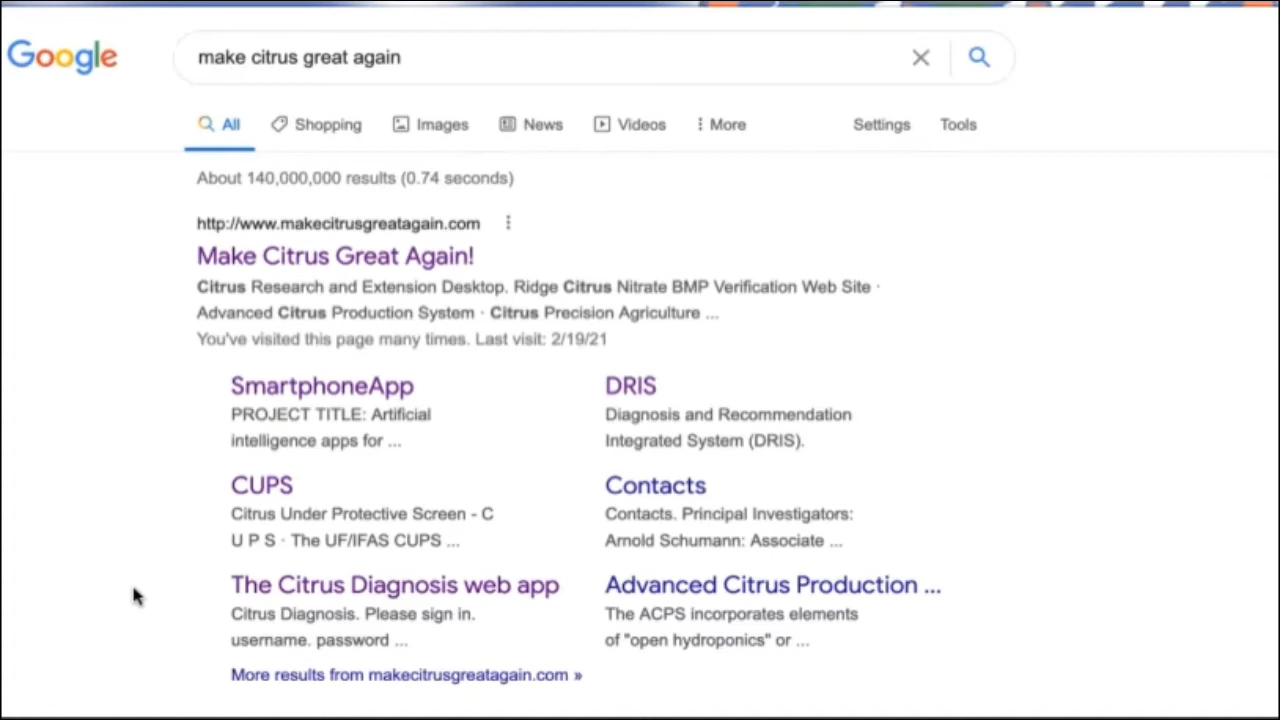 Google
make citrus great again
All Shopping Images News Videos More Settings Tools
About 140,000,000 results (0.74 seconds)
http://www.makecitrusgreatagain.com
Make Citrus Great Again!
Citrus Research and Extension Desktop. Ridge Citrus Nitrate BMP Verification Web Site ·
Advanced Citrus Production System · Citrus Precision Agriculture ...
You've visited this page many times. Last visit: 2/19/21
SmartphoneApp
PROJECT TITLE: Artificial
intelligence apps for ...
DRIS
Diagnosis and Recommendation
Integrated System (DRIS).
CUPS
Citrus Under Protective Screen - C
U P S · The UF/IFAS CUPS ...
Contacts
Contacts. Principal Investigators:
Arnold Schumann: Associate ...
The Citrus Diagnosis web app
Citrus Diagnosis. Please sign in.
username. password ...
Advanced Citrus Production ...
The ACPS incorporates elements
of "open hydroponics" or ...
More results from makecitrusgreatagain.com »